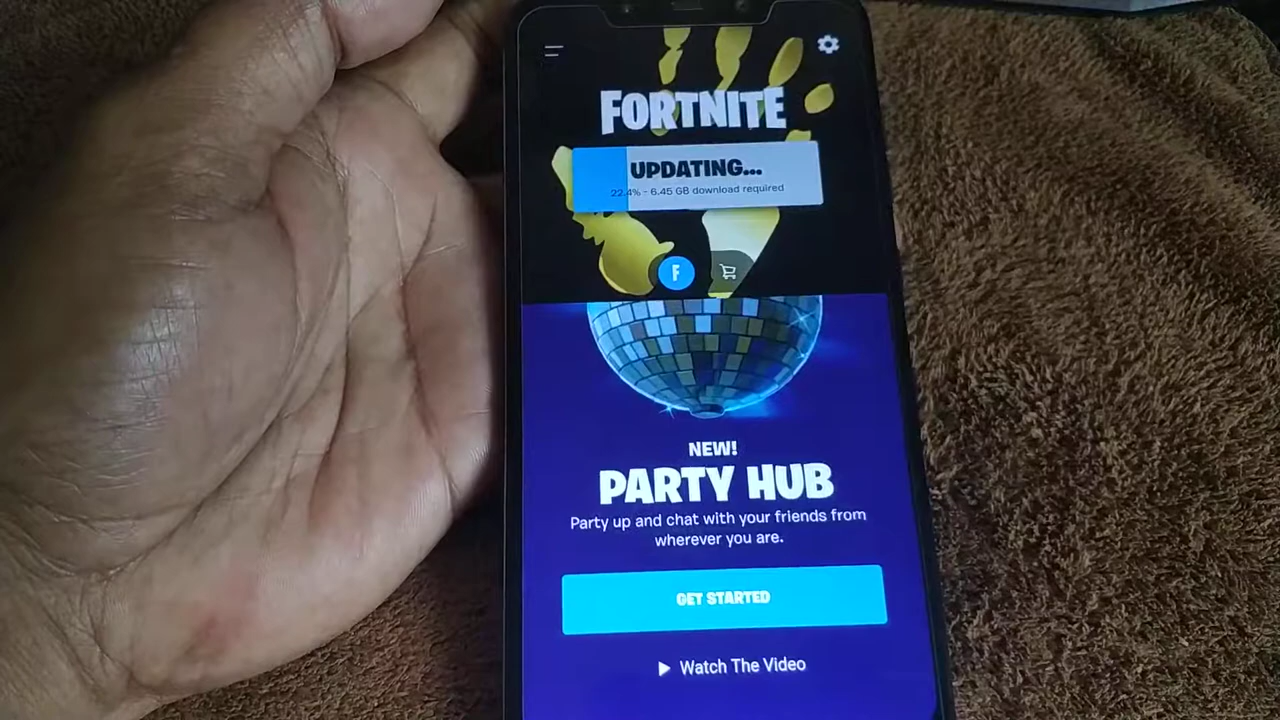 FORTNITE
UPDATING...
22.4% - 6.45 GB download required
F
NEW!
PARTY HUB
Party up and chat with your friends from
wherever you are.
GET STARTED
Watch The Video